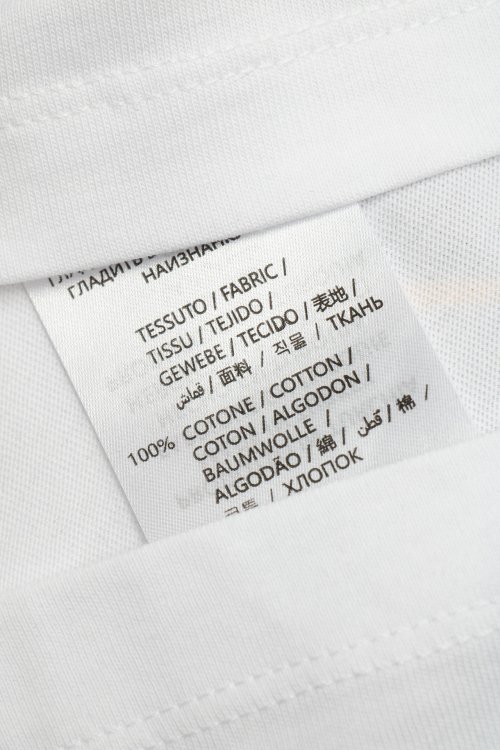 ГЛАДИТЬ
НАИЗНАНКУ
TESSUTO / FABRIC /
TISSU / TEJIDO /
GEWEBE / TECIDO / 表地 /
قماش / 面料 / 직물 / ТКАНЬ
100% COTONE / COTTON /
COTON / ALGODON /
BAUMWOLLE /
ALGODÃO / 綿 / قطن / 棉 /
/ ХЛОПОК